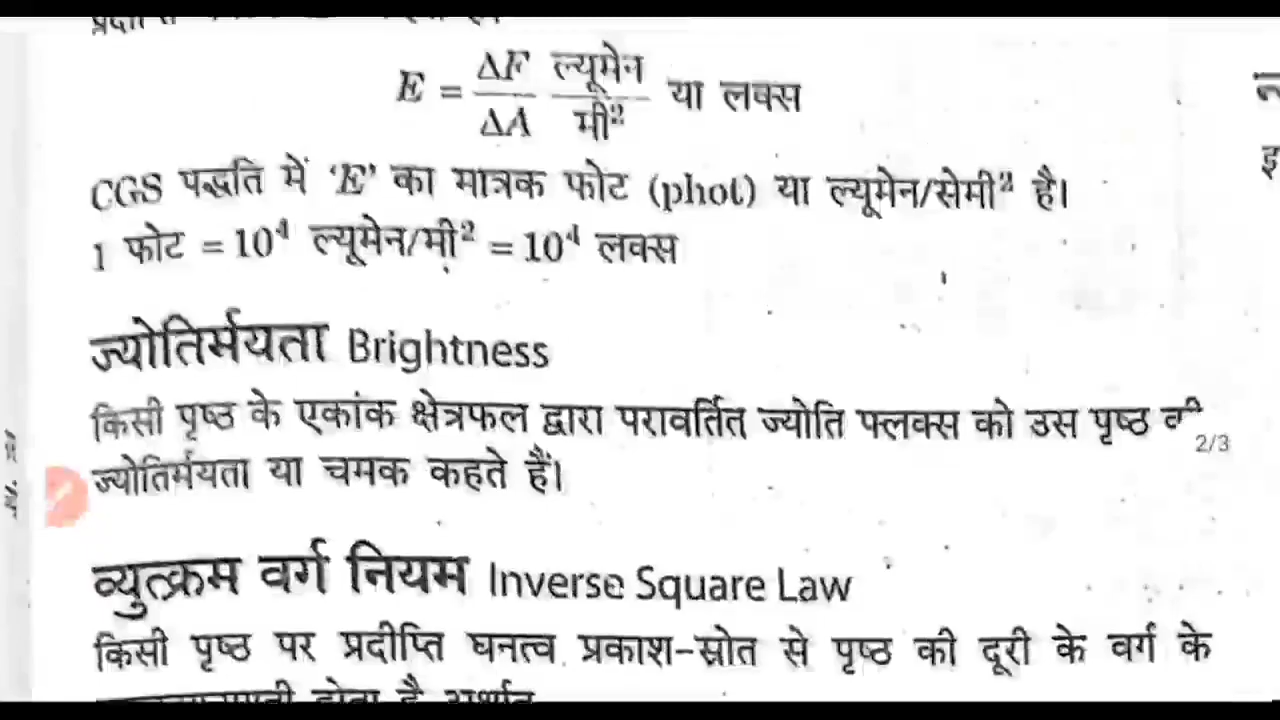 E = ΔF/ΔA ल्यूमेन/मी² या लक्स
CGS पद्धति में 'E' का मात्रक फोट (phot) या ल्यूमेन/सेमी² है।
1 फोट = 10⁴ ल्यूमेन/मी² = 10⁴ लक्स
ज्योतिर्मयता Brightness
किसी पृष्ठ के एकांक क्षेत्रफल द्वारा परावर्तित ज्योति फ्लक्स को उस पृष्ठ की
2/3
ज्योतिर्मयता या चमक कहते हैं।
व्युत्क्रम वर्ग नियम Inverse Square Law
किसी पृष्ठ पर प्रदीप्ति घनत्व प्रकाश-स्रोत से पृष्ठ की दूरी के वर्ग के